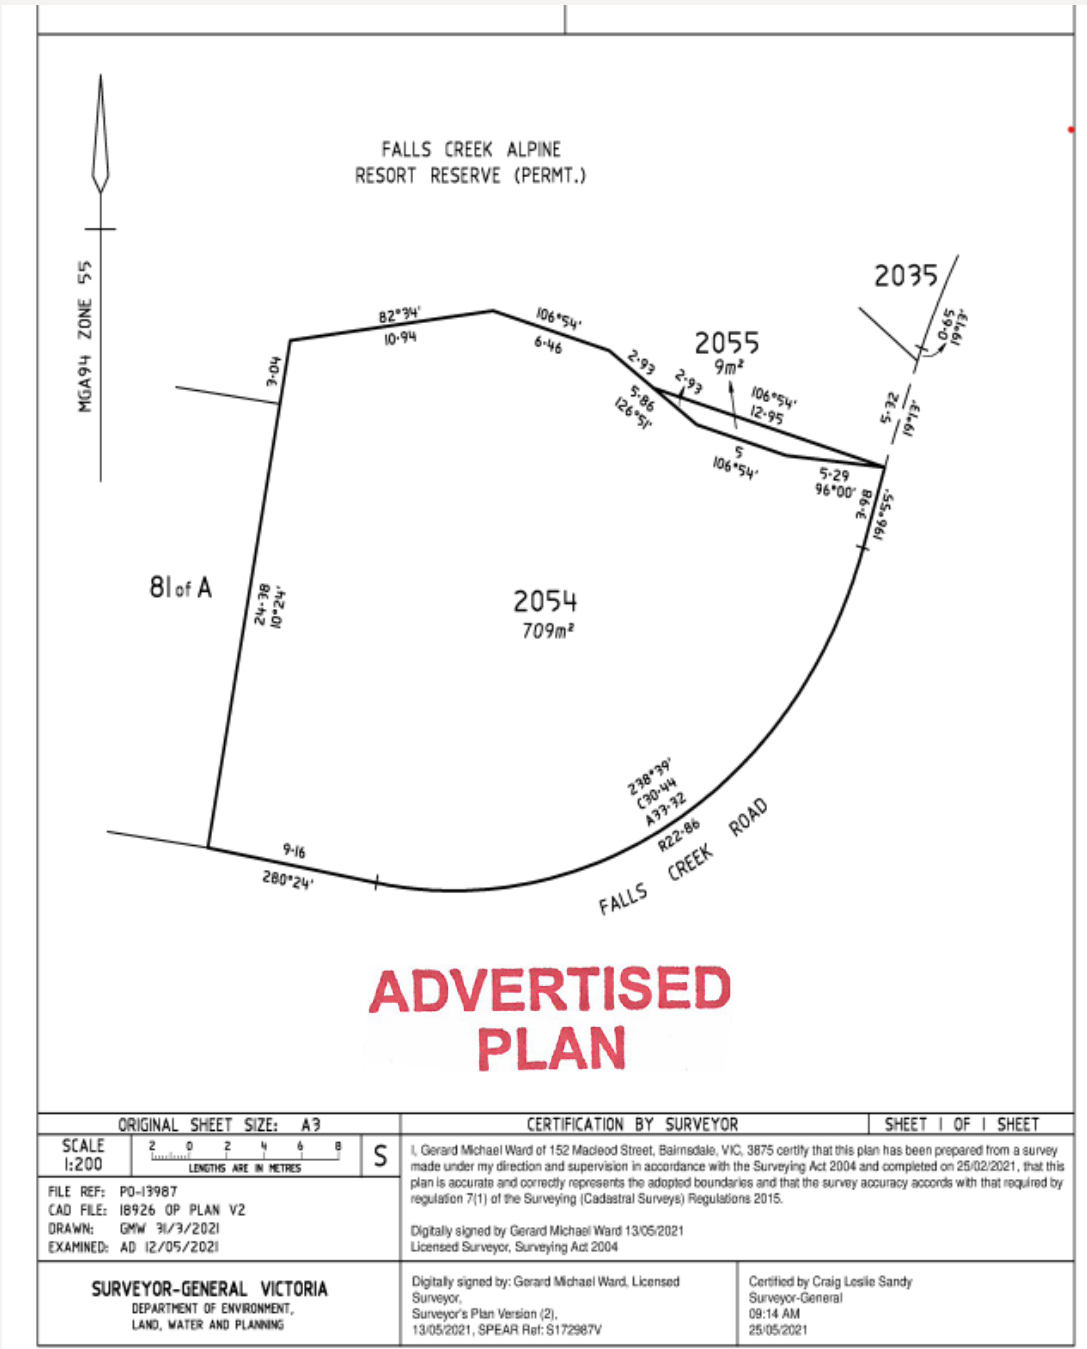 FALLS CREEK ALPINE
RESORT RESERVE (PERMT.)
MGA94 ZONE 55
2035
0·65
19°13'
5·32
19°13'
82°34'
10·94
106°54'
6·46
2055
9m²
2·93
2·93
5·86
126°51'
106°54'
12·95
5
106°54'
5·29
96°00'
3·98
196°55'
3·04
24·38
10°24'
81 of A
2054
709m²
238°39'
C30·44
A33·32
R22·86
FALLS CREEK ROAD
9·16
280°24'
ADVERTISED
PLAN
ORIGINAL SHEET SIZE: A3
CERTIFICATION BY SURVEYOR
SHEET 1 OF 1 SHEET
SCALE
1:200
2 0 2 4 6 8
LENGTHS ARE IN METRES
S
I, Gerard Michael Ward of 152 Macleod Street, Bairnsdale, VIC, 3875 certify that this plan has been prepared from a survey
made under my direction and supervision in accordance with the Surveying Act 2004 and completed on 25/02/2021, that this
plan is accurate and correctly represents the adopted boundaries and that the survey accuracy accords with that required by
regulation 7(1) of the Surveying (Cadastral Surveys) Regulations 2015.
Digitally signed by Gerard Michael Ward 13/05/2021
Licensed Surveyor, Surveying Act 2004
FILE REF: PO-13987
CAD FILE: 18926 OP PLAN V2
DRAWN: GMW 31/3/2021
EXAMINED: AD 12/05/2021
SURVEYOR-GENERAL VICTORIA
DEPARTMENT OF ENVIRONMENT,
LAND, WATER AND PLANNING
Digitally signed by: Gerard Michael Ward, Licensed
Surveyor,
Surveyor's Plan Version (2),
13/05/2021, SPEAR Ref: S172987V
Certified by Craig Leslie Sandy
Surveyor-General
09:14 AM
25/05/2021